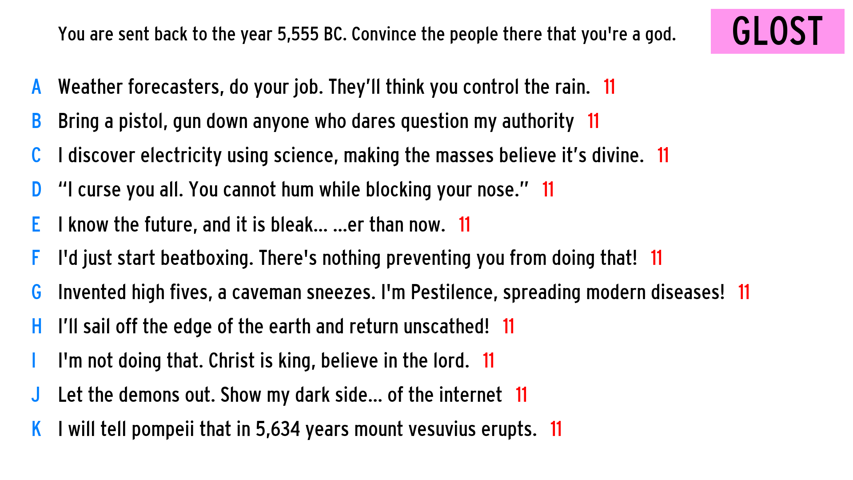 You are sent back to the year 5,555 BC. Convince the people there that you're a god.
GLOST
A Weather forecasters, do your job. They’ll think you control the rain. 11
B Bring a pistol, gun down anyone who dares question my authority 11
C I discover electricity using science, making the masses believe it’s divine. 11
D “I curse you all. You cannot hum while blocking your nose.” 11
E I know the future, and it is bleak... ...er than now. 11
F I'd just start beatboxing. There's nothing preventing you from doing that! 11
G Invented high fives, a caveman sneezes. I'm Pestilence, spreading modern diseases! 11
H I’ll sail off the edge of the earth and return unscathed! 11
I I'm not doing that. Christ is king, believe in the lord. 11
J Let the demons out. Show my dark side... of the internet 11
K I will tell pompeii that in 5,634 years mount vesuvius erupts. 11